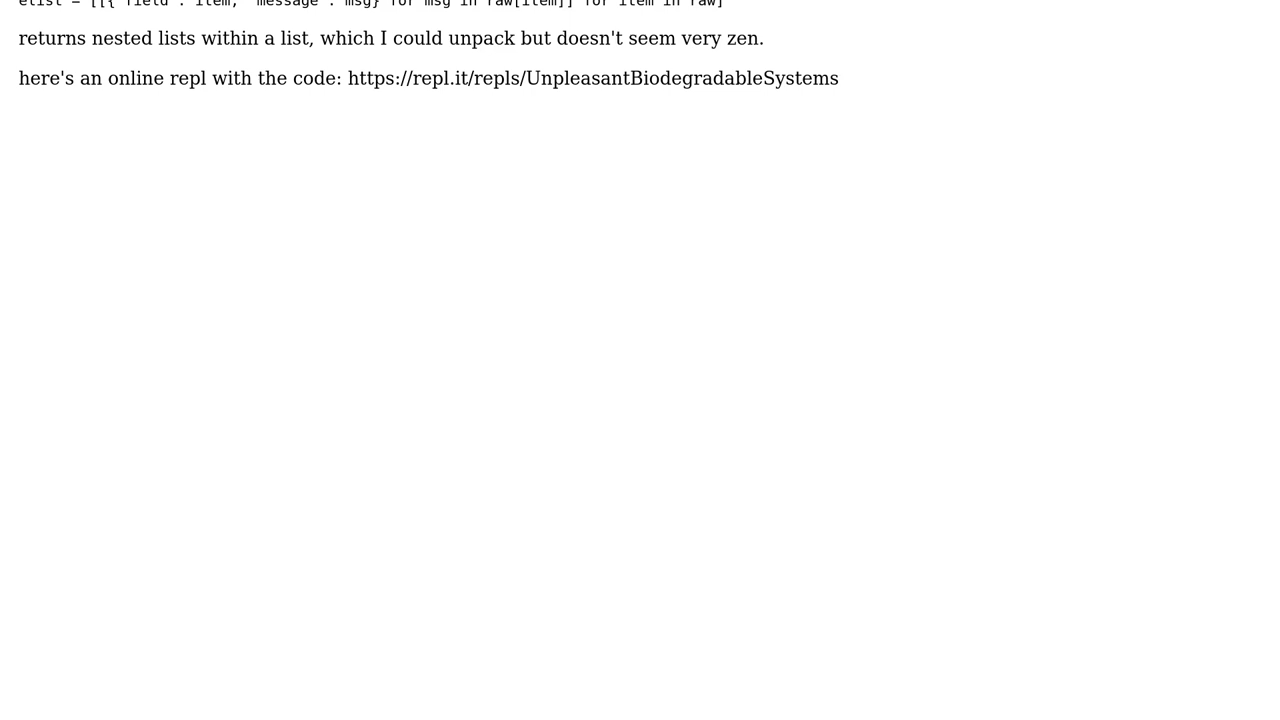 elist = [[{'field': item, 'message': msg} for msg in raw[item]] for item in raw]
returns nested lists within a list, which I could unpack but doesn't seem very zen.
here's an online repl with the code: https://repl.it/repls/UnpleasantBiodegradableSystems